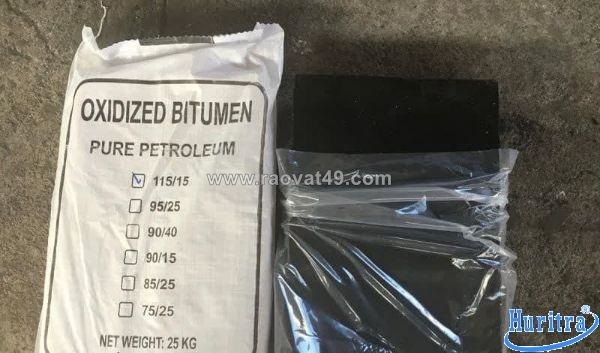 OXIDIZED BITUMEN
PURE PETROLEUM
115/15
95/25
90/40
90/15
85/25
75/25
NET WEIGHT: 25 KG
www.raovat49.com
Huritra®